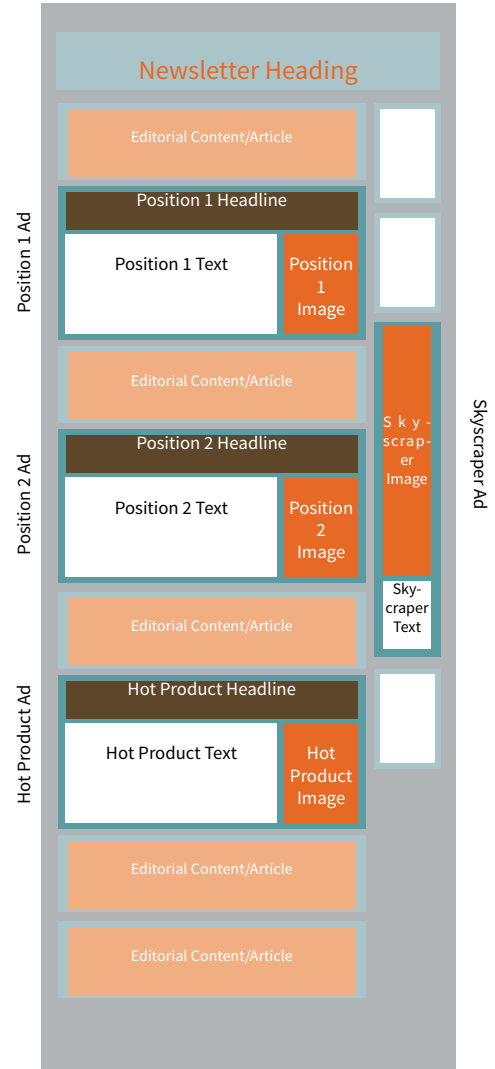 Newsletter Heading
Editorial Content/Article
Position 1 Ad
Position 1 Headline
Position 1 Text
Position
1
Image
Editorial Content/Article
Position 2 Ad
Position 2 Headline
Position 2 Text
Position
2
Image
Editorial Content/Article
Hot Product Ad
Hot Product Headline
Hot Product Text
Hot
Product
Image
Editorial Content/Article
Editorial Content/Article
Sky-
scrap-
er
Image
Sky-
craper
Text
Skyscraper Ad